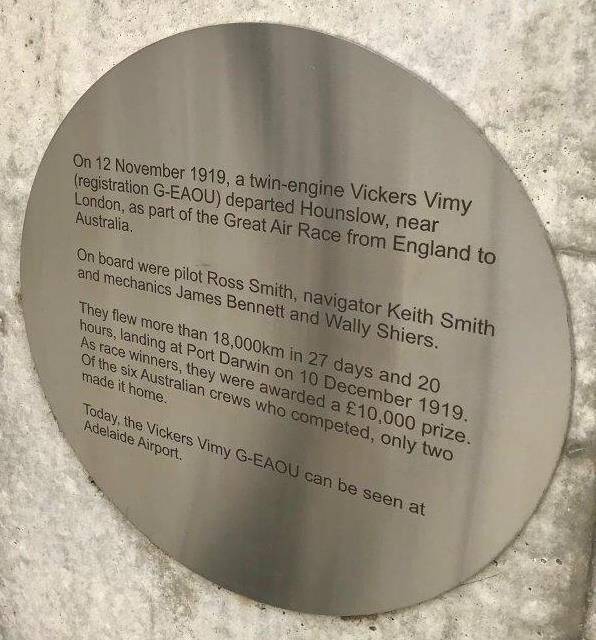 On 12 November 1919, a twin-engine Vickers Vimy
(registration G-EAOU) departed Hounslow, near
London, as part of the Great Air Race from England to
Australia.
On board were pilot Ross Smith, navigator Keith Smith
and mechanics James Bennett and Wally Shiers.
They flew more than 18,000km in 27 days and 20
hours, landing at Port Darwin on 10 December 1919.
As race winners, they were awarded a £10,000 prize.
Of the six Australian crews who competed, only two
made it home.
Today, the Vickers Vimy G-EAOU can be seen at
Adelaide Airport.